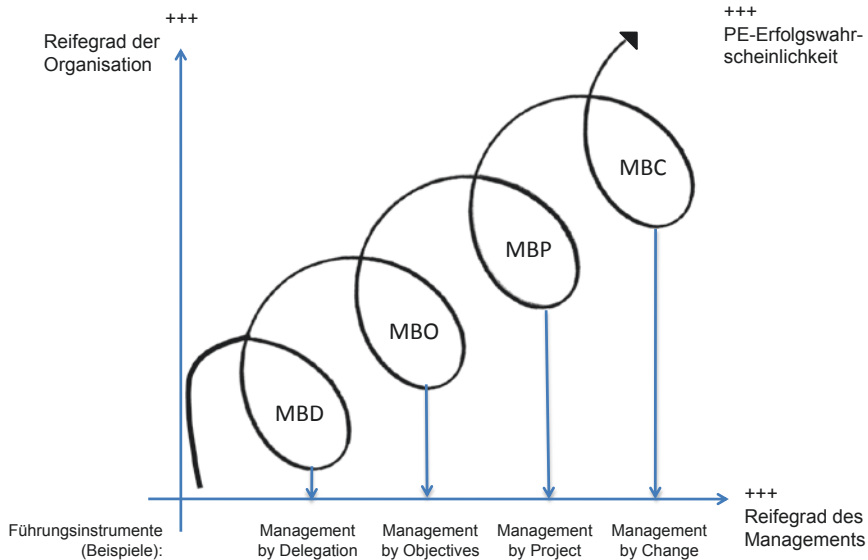 +++
Reifegrad der
Organisation
+++
PE-Erfolgswahr-
scheinlichkeit
MBC
MBP
MBO
MBD
+++
Reifegrad des
Managements
Führungsinstrumente
(Beispiele):
Management
by Delegation
Management
by Objectives
Management
by Project
Management
by Change